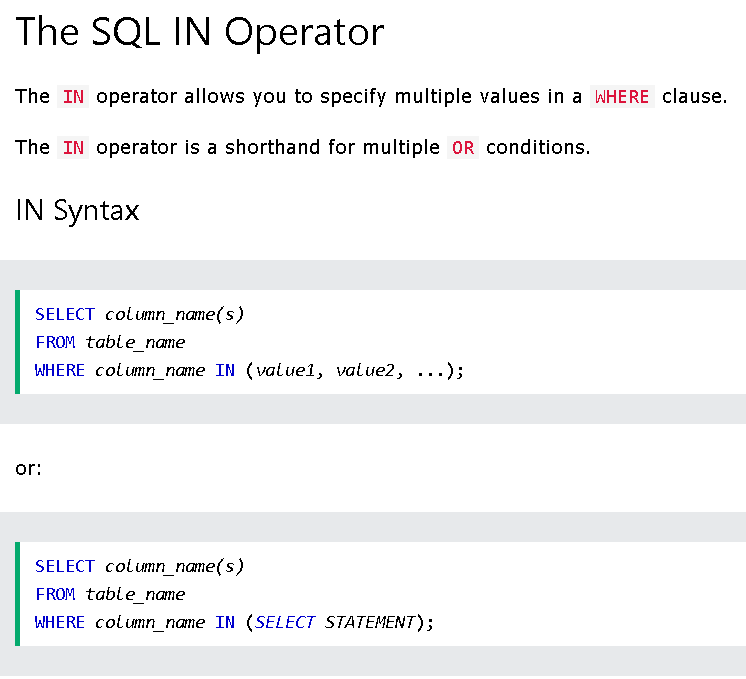 The SQL IN Operator
The IN operator allows you to specify multiple values in a WHERE clause.
The IN operator is a shorthand for multiple OR conditions.
IN Syntax
SELECT column_name(s)
FROM table_name
WHERE column_name IN (value1, value2, ...);
or:
SELECT column_name(s)
FROM table_name
WHERE column_name IN (SELECT STATEMENT);